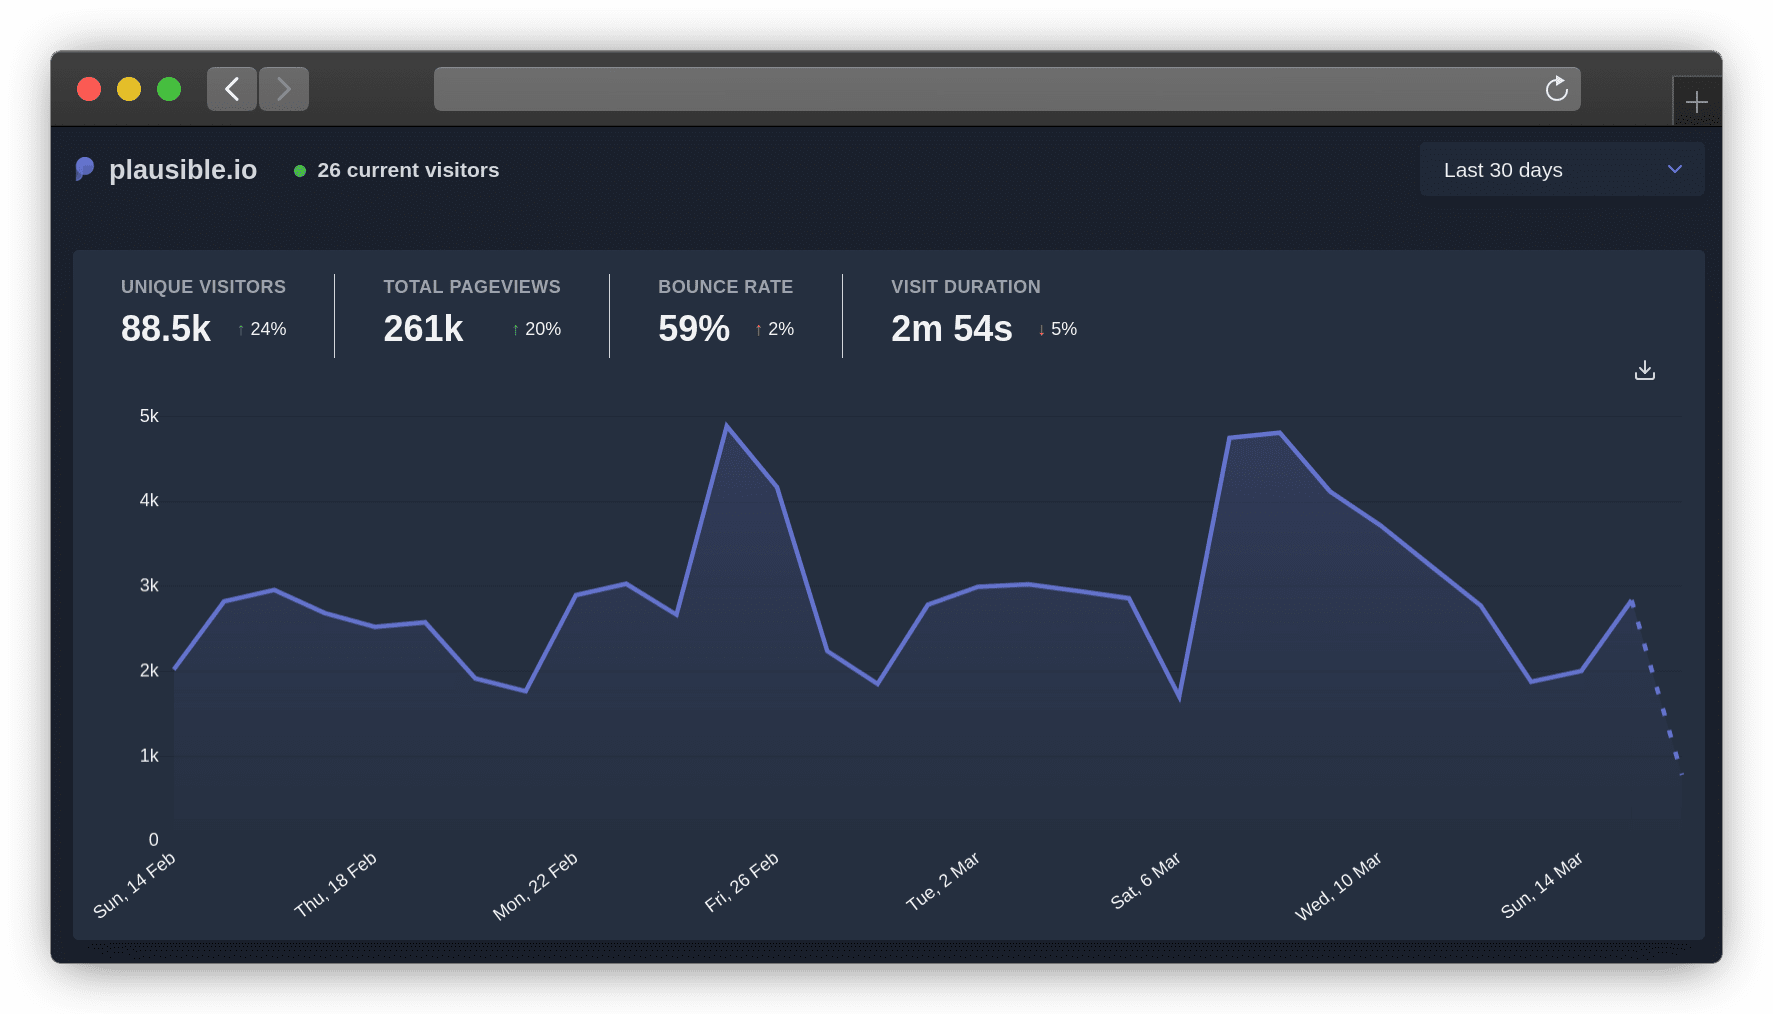 plausible.io
26 current visitors
Last 30 days
UNIQUE VISITORS
88.5k ↑ 24%
TOTAL PAGEVIEWS
261k ↑ 20%
BOUNCE RATE
59% ↑ 2%
VISIT DURATION
2m 54s ↓ 5%
5k
4k
3k
2k
1k
0
Sun, 14 Feb
Thu, 18 Feb
Mon, 22 Feb
Fri, 26 Feb
Tue, 2 Mar
Sat, 6 Mar
Wed, 10 Mar
Sun, 14 Mar